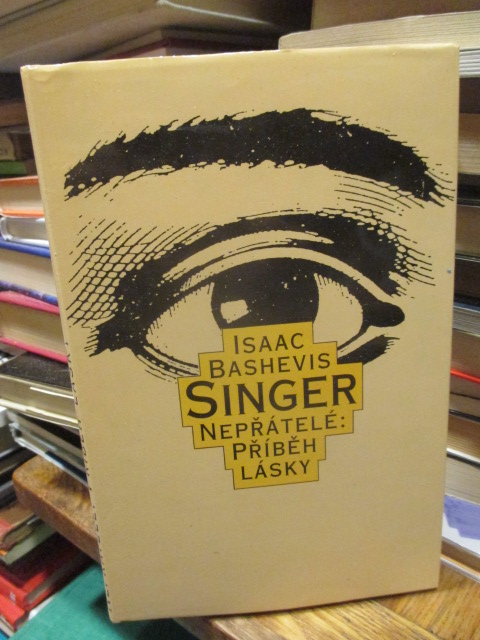 ISAAC
BASHEVIS
SINGER
NEPŘÁTELÉ:
PŘÍBĚH
LÁSKY